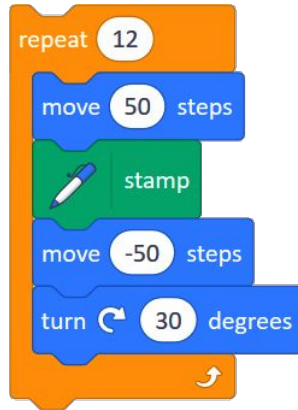 repeat 12
move 50 steps
stamp
move -50 steps
turn 30 degrees